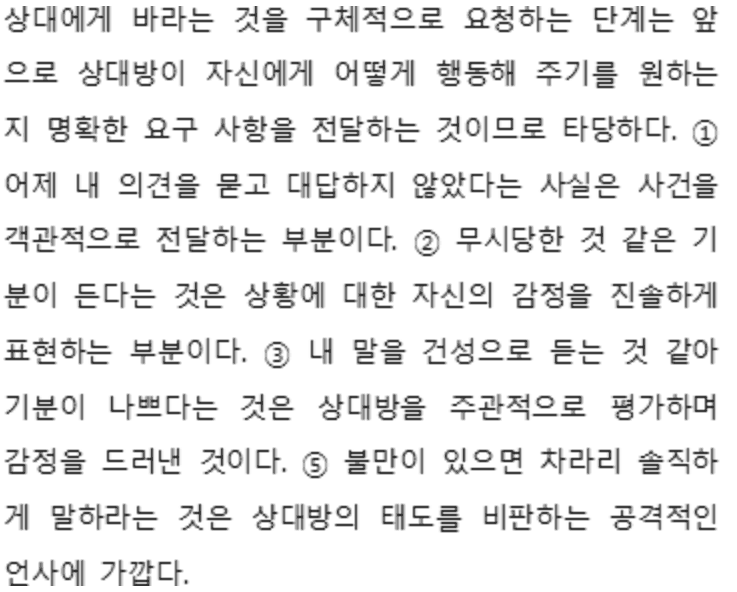 상대에게 바라는 것을 구체적으로 요청하는 단계는 앞
으로 상대방이 자신에게 어떻게 행동해 주기를 원하는
지 명확한 요구 사항을 전달하는 것이므로 타당하다. ①
어제 내 의견을 묻고 대답하지 않았다는 사실은 사건을
객관적으로 전달하는 부분이다. ② 무시당한 것 같은 기
분이 든다는 것은 상황에 대한 자신의 감정을 진솔하게
표현하는 부분이다. ③ 내 말을 건성으로 듣는 것 같아
기분이 나쁘다는 것은 상대방을 주관적으로 평가하며
감정을 드러낸 것이다. ⑤ 불만이 있으면 차라리 솔직하
게 말하라는 것은 상대방의 태도를 비판하는 공격적인
언사에 가깝다.